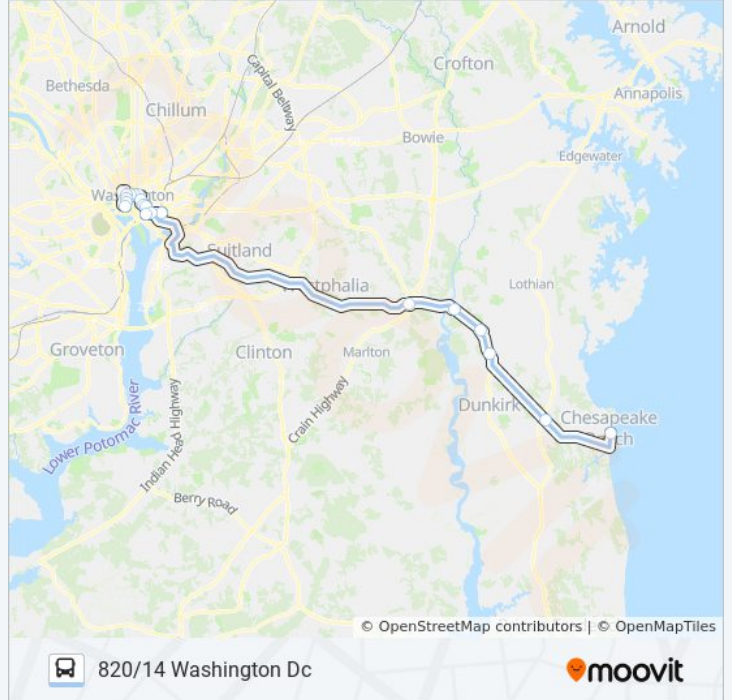 Arnold
Crofton
Bethesda
Capital Beltway
Annapolis
Chillum
Bowie
Edgewater
Suitland
Lothian
Groveton
Clinton
Marlton
Crain Highway
Dunkirk
Chesapeake
Lower Potomac River
Indian Head Highway
Berry Road
© OpenStreetMap contributors | © OpenMapTiles
820/14 Washington Dc
moovit